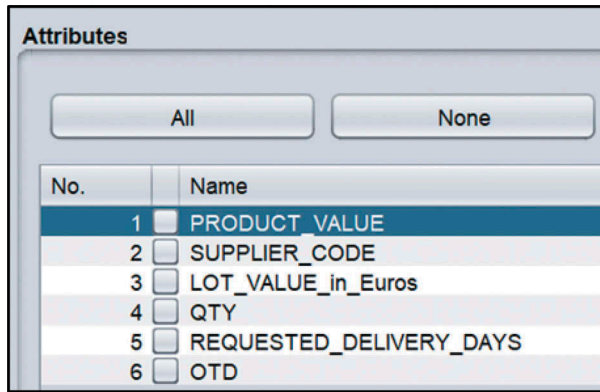 Attributes
All None
No. Name
1 PRODUCT_VALUE
2 SUPPLIER_CODE
3 LOT_VALUE_in_Euros
4 QTY
5 REQUESTED_DELIVERY_DAYS
6 OTD